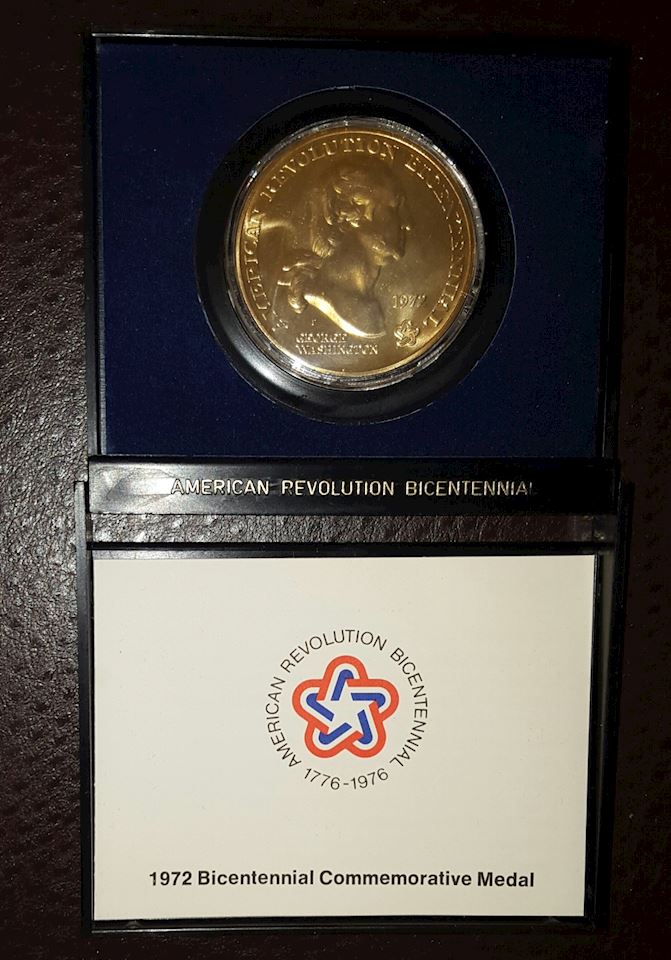 AMERICAN REVOLUTION BICENTENNIAL
1972
GEORGE
WASHINGTON
AMERICAN REVOLUTION BICENTENNIAL
AMERICAN REVOLUTION BICENTENNIAL
1776-1976
1972 Bicentennial Commemorative Medal